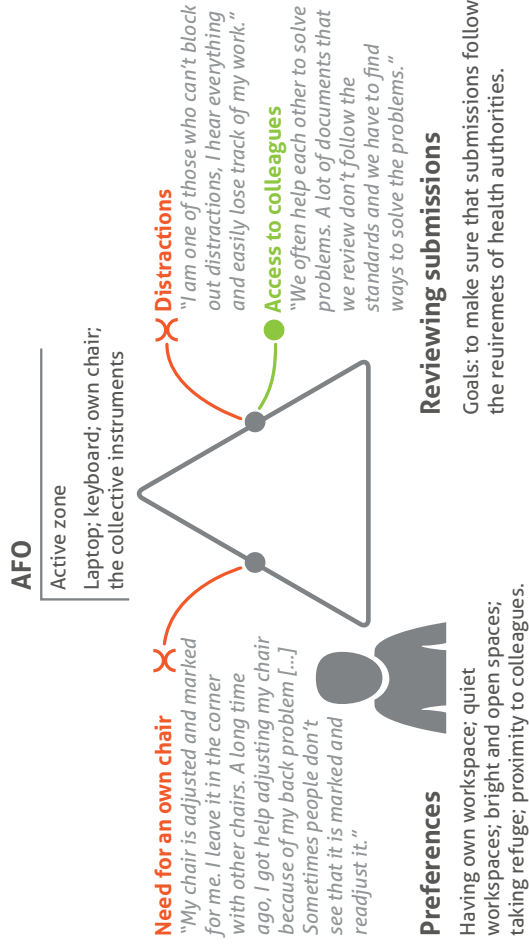 AFO
Active zone
Laptop; keyboard; own chair;
the collective instruments
Need for an own chair
“My chair is adjusted and marked
for me. I leave it in the corner
with other chairs. A long time
ago, I got help adjusting my chair
because of my back problem [...]
Sometimes people don’t
see that it is marked and
readjust it.”
Distractions
“I am one of those who can’t block
out distractions, I hear everything
and easily lose track of my work.”
Access to colleagues
“We often help each other to solve
problems. A lot of documents that
we review don’t follow the
standards and we have to find
ways to solve the problems.”
Preferences
Having own workspace; quiet
workspaces; bright and open spaces;
taking refuge; proximity to colleagues.
Reviewing submissions
Goals: to make sure that submissions follow
the reuiremets of health authorities.